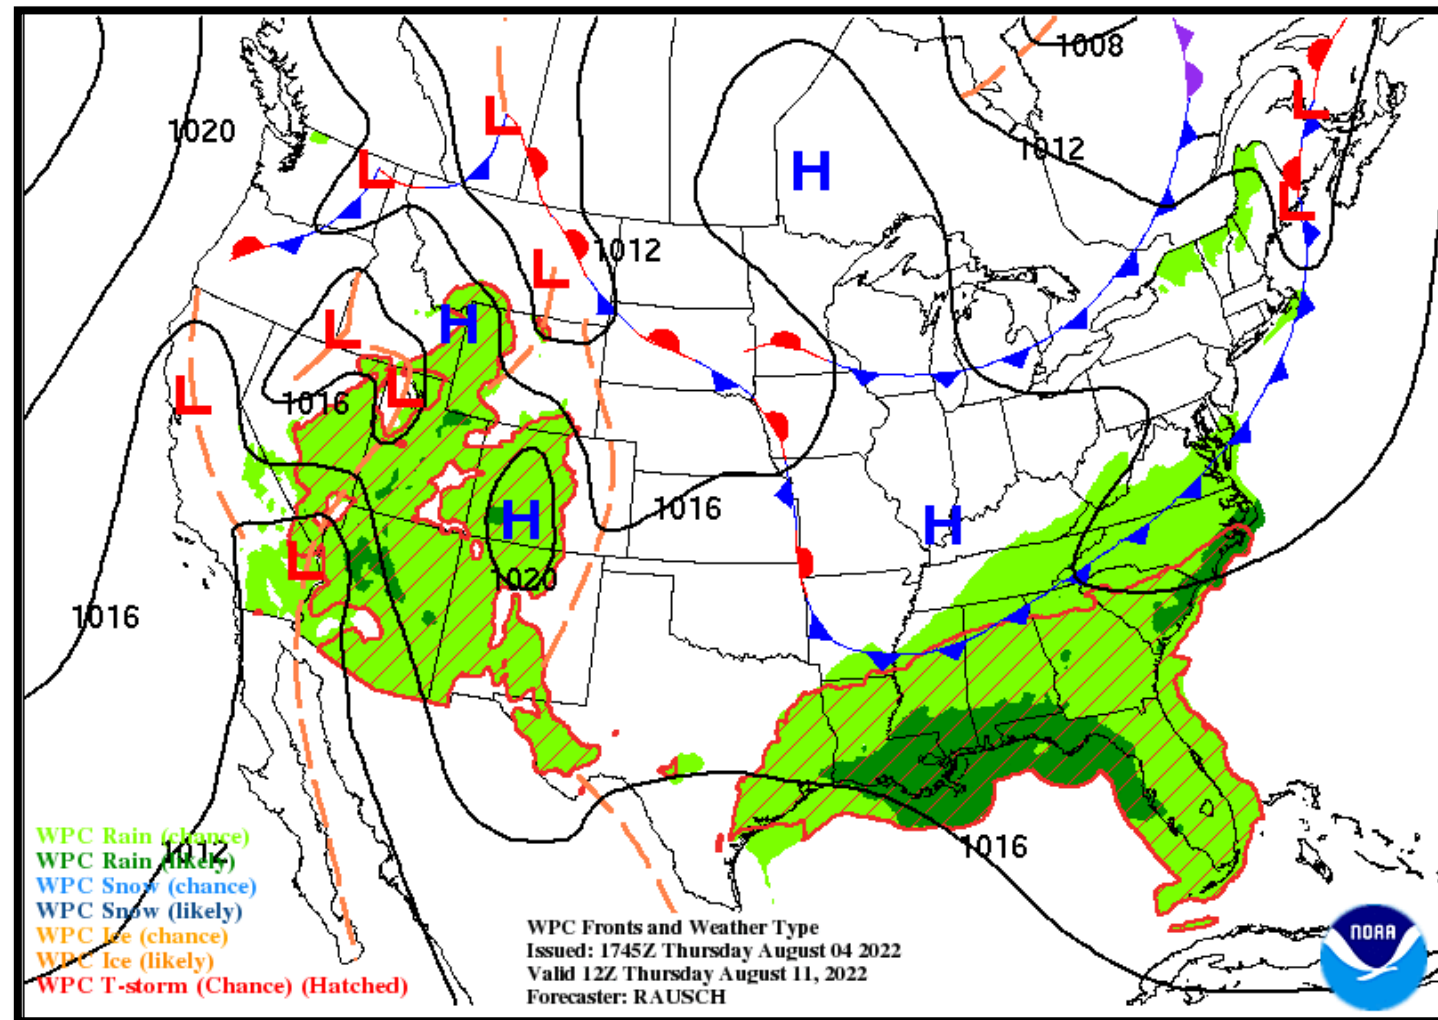 1008
1020
1012
L
L
H
L
L
1012
L
H
L
L
L
1016
1016
H
H
1020
1016
L
1016
1012
WPC Rain (chance)
WPC Rain (likely)
WPC Snow (chance)
WPC Snow (likely)
WPC Ice (chance)
WPC Ice (likely)
WPC T-storm (Chance) (Hatched)
WPC Fronts and Weather Type
Issued: 1745Z Thursday August 04 2022
Valid 12Z Thursday August 11, 2022
Forecaster: RAUSCH
NOAA